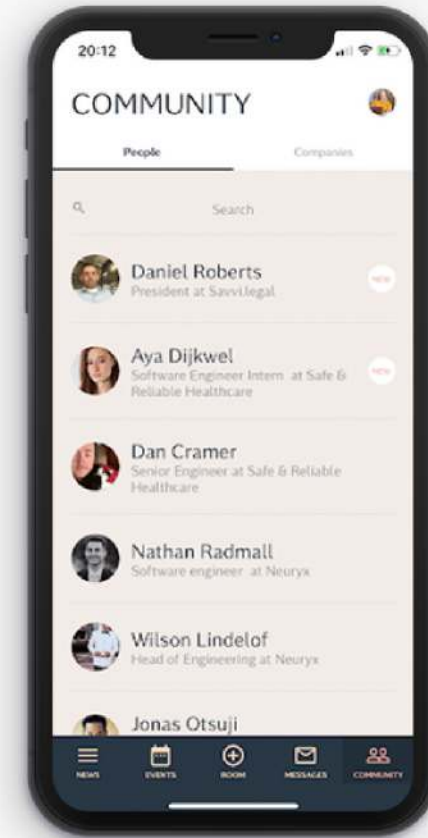 20:12
COMMUNITY
People
Companies
Search
Daniel Roberts
President at Savvi.legal
NEW
Aya Dijkwel
Software Engineer Intern at Safe &
Reliable Healthcare
NEW
Dan Cramer
Senior Engineer at Safe & Reliable
Healthcare
Nathan Radmall
Software engineer at Neuryx
Wilson Lindelof
Head of Engineering at Neuryx
Jonas Otsuji
NEWS
EVENTS
ROOM
MESSAGES
COMMUNITY